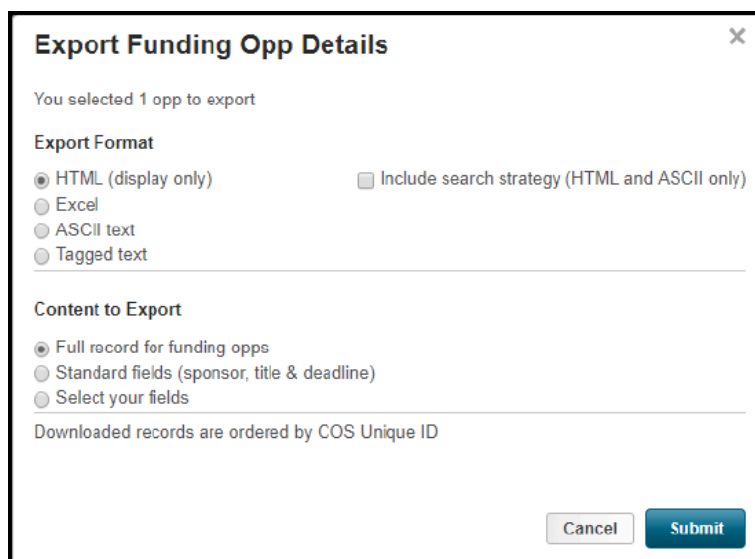 Export Funding Opp Details
You selected 1 opp to export
Export Format
HTML (display only)
Include search strategy (HTML and ASCII only)
Excel
ASCII text
Tagged text
Content to Export
Full record for funding opps
Standard fields (sponsor, title & deadline)
Select your fields
Downloaded records are ordered by COS Unique ID
Cancel
Submit